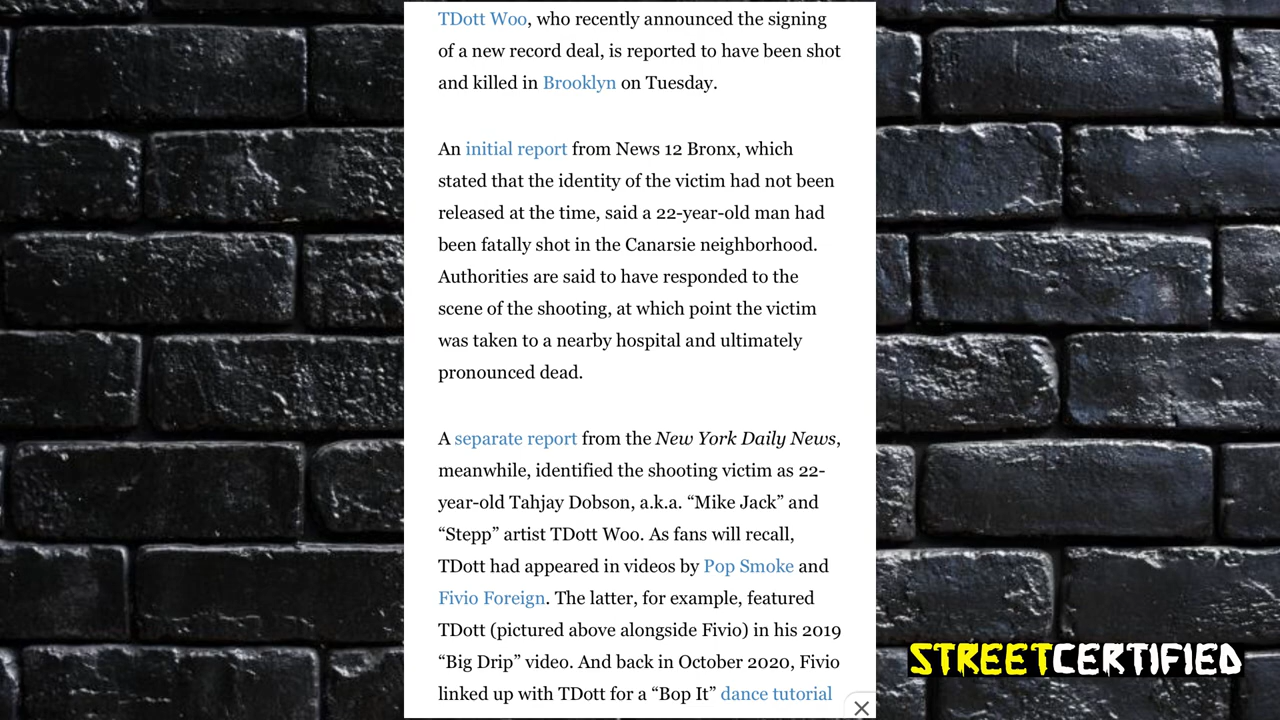 TDott Woo, who recently announced the signing
of a new record deal, is reported to have been shot
and killed in Brooklyn on Tuesday.
An initial report from News 12 Bronx, which
stated that the identity of the victim had not been
released at the time, said a 22-year-old man had
been fatally shot in the Canarsie neighborhood.
Authorities are said to have responded to the
scene of the shooting, at which point the victim
was taken to a nearby hospital and ultimately
pronounced dead.
A separate report from the New York Daily News,
meanwhile, identified the shooting victim as 22-
year-old Tahjay Dobson, a.k.a. “Mike Jack” and
“Stepp” artist TDott Woo. As fans will recall,
TDott had appeared in videos by Pop Smoke and
Fivio Foreign. The latter, for example, featured
TDott (pictured above alongside Fivio) in his 2019
“Big Drip” video. And back in October 2020, Fivio
linked up with TDott for a “Bop It” dance tutorial
STREETCERTIFIED